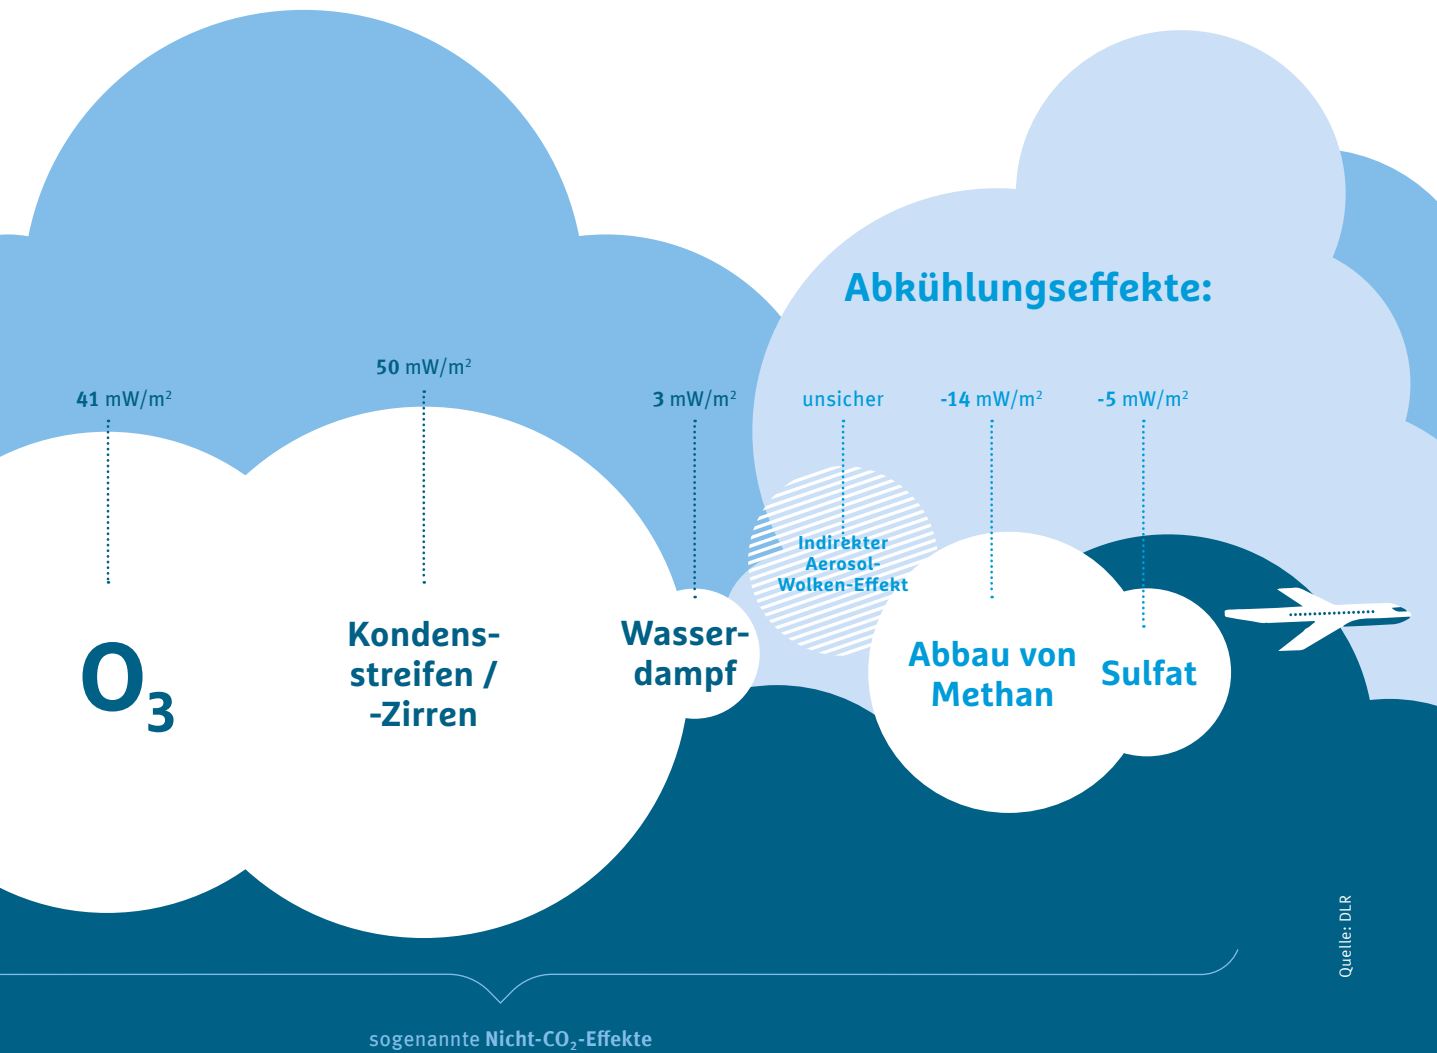 Abkühlungseffekte:
50 mW/m²
41 mW/m²
3 mW/m²
unsicher
-14 mW/m²
-5 mW/m²
O₃
Kondens-
streifen /
-Zirren
Wasser-
dampf
Indirekter
Aerosol-
Wolken-Effekt
Abbau von
Methan
Sulfat
Quelle: DLR
sogenannte Nicht-CO₂-Effekte